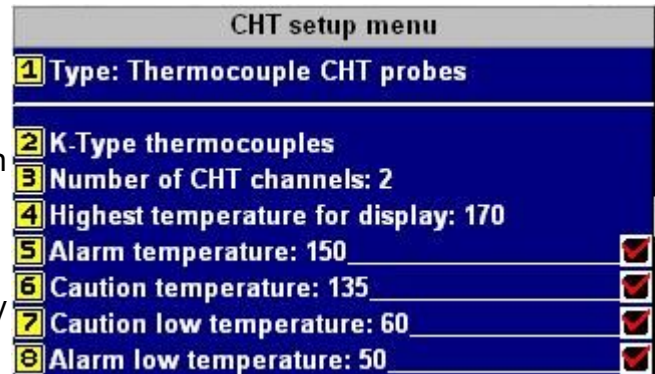 CHT setup menu
1 Type: Thermocouple CHT probes
2 K-Type thermocouples
3 Number of CHT channels: 2
4 Highest temperature for display: 170
5 Alarm temperature: 150
6 Caution temperature: 135
7 Caution low temperature: 60
8 Alarm low temperature: 50